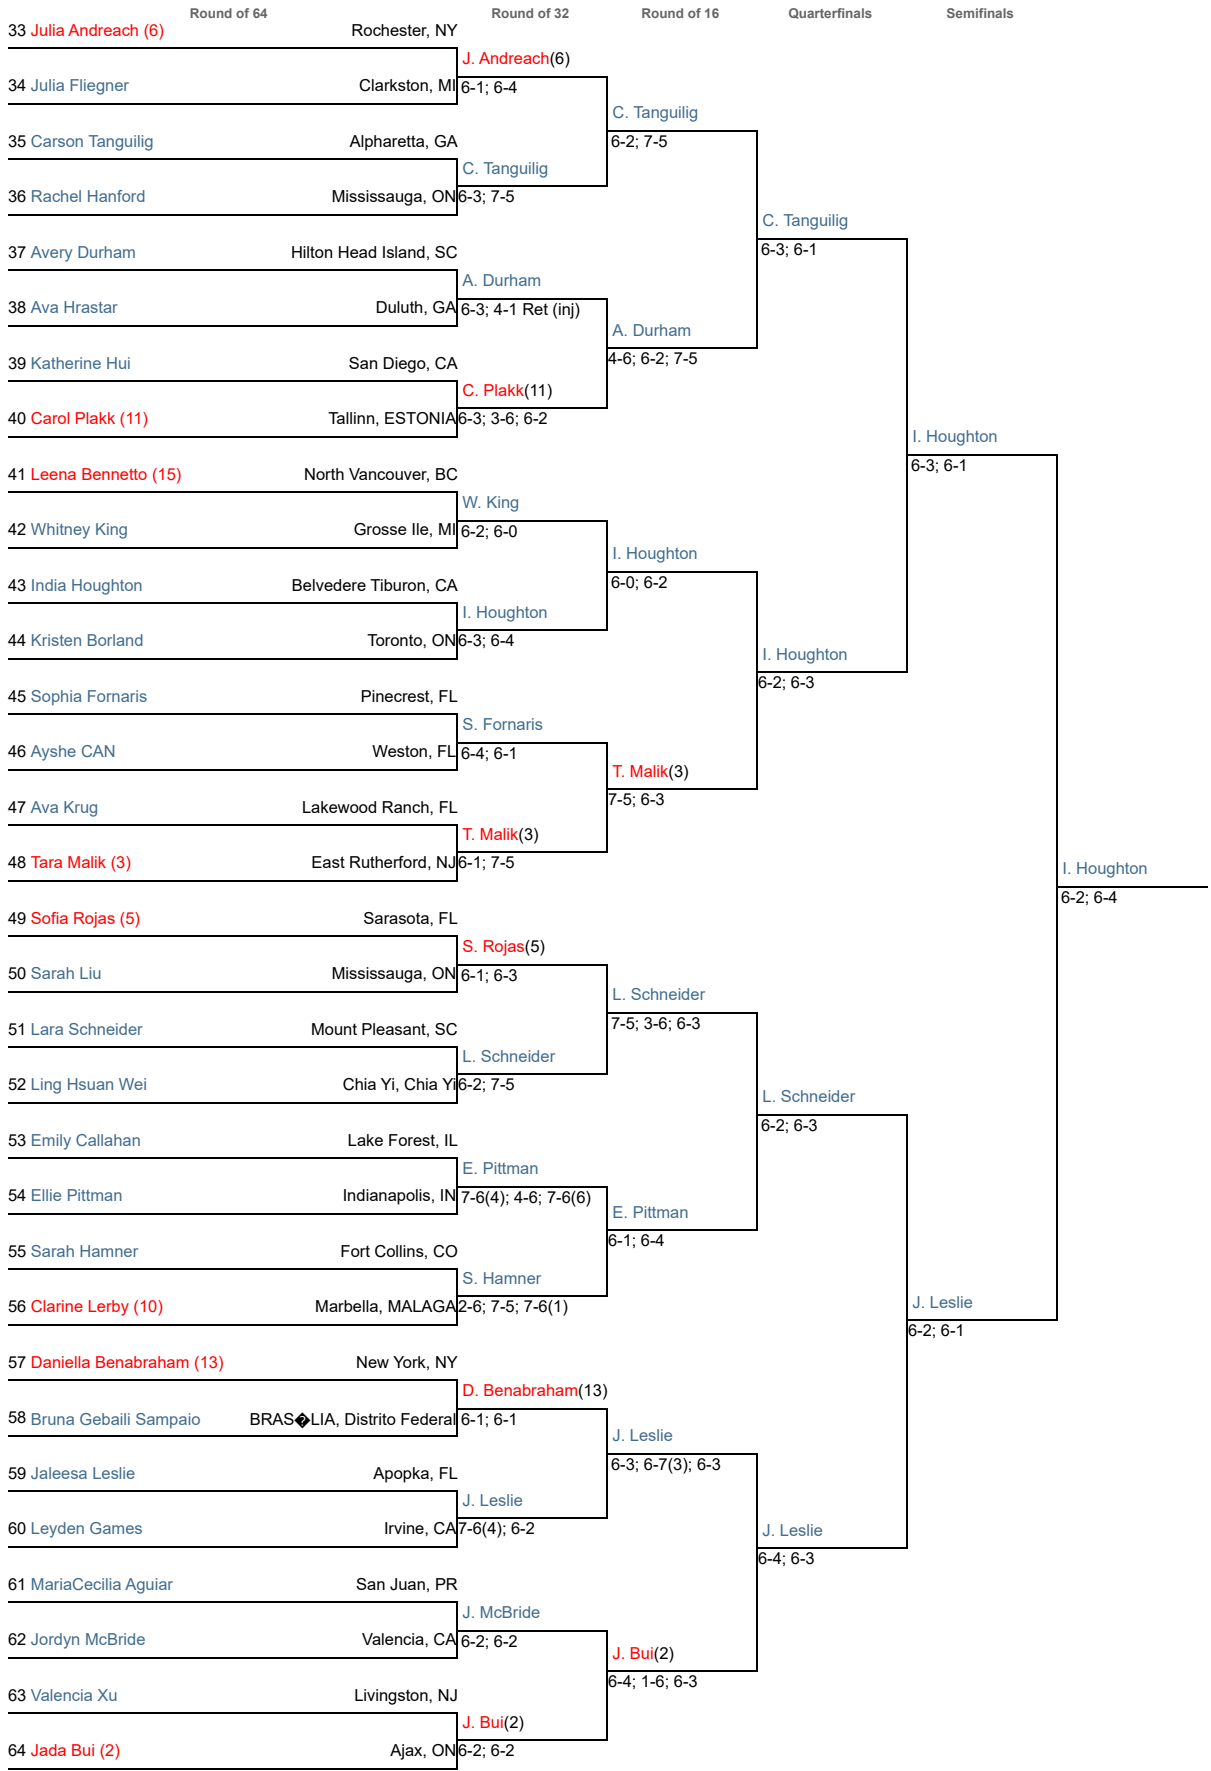 Round of 64 Round of 32 Round of 16 Quarterfinals Semifinals
33 Julia Andreach (6) Rochester, NY
J. Andreach(6)
34 Julia Fliegner Clarkston, MI 6-1; 6-4
C. Tanguilig
35 Carson Tanguilig Alpharetta, GA 6-2; 7-5
C. Tanguilig
36 Rachel Hanford Mississauga, ON 6-3; 7-5
C. Tanguilig
37 Avery Durham Hilton Head Island, SC 6-3; 6-1
A. Durham
38 Ava Hrastar Duluth, GA 6-3; 4-1 Ret (inj)
A. Durham
39 Katherine Hui San Diego, CA 4-6; 6-2; 7-5
C. Plakk(11)
40 Carol Plakk (11) Tallinn, ESTONIA 6-3; 3-6; 6-2
I. Houghton
41 Leena Bennetto (15) North Vancouver, BC 6-3; 6-1
W. King
42 Whitney King Grosse Ile, MI 6-2; 6-0
I. Houghton
43 India Houghton Belvedere Tiburon, CA 6-0; 6-2
I. Houghton
44 Kristen Borland Toronto, ON 6-3; 6-4
I. Houghton
45 Sophia Fornaris Pinecrest, FL 6-2; 6-3
S. Fornaris
46 Ayshe CAN Weston, FL 6-4; 6-1
T. Malik(3)
47 Ava Krug Lakewood Ranch, FL 7-5; 6-3
T. Malik(3)
48 Tara Malik (3) East Rutherford, NJ 6-1; 7-5
I. Houghton
6-2; 6-4
49 Sofia Rojas (5) Sarasota, FL
S. Rojas(5)
50 Sarah Liu Mississauga, ON 6-1; 6-3
L. Schneider
51 Lara Schneider Mount Pleasant, SC 7-5; 3-6; 6-3
L. Schneider
52 Ling Hsuan Wei Chia Yi, Chia Yi 6-2; 7-5
L. Schneider
53 Emily Callahan Lake Forest, IL 6-2; 6-3
E. Pittman
54 Ellie Pittman Indianapolis, IN 7-6(4); 4-6; 7-6(6)
E. Pittman
55 Sarah Hamner Fort Collins, CO 6-1; 6-4
S. Hamner
56 Clarine Lerby (10) Marbella, MALAGA 2-6; 7-5; 7-6(1)
J. Leslie
6-2; 6-1
57 Daniella Benabraham (13) New York, NY
D. Benabraham(13)
58 Bruna Gebaili Sampaio BRAS�LIA, Distrito Federal 6-1; 6-1
J. Leslie
59 Jaleesa Leslie Apopka, FL 6-3; 6-7(3); 6-3
J. Leslie
60 Leyden Games Irvine, CA 7-6(4); 6-2
J. Leslie
6-4; 6-3
61 MariaCecilia Aguiar San Juan, PR
J. McBride
62 Jordyn McBride Valencia, CA 6-2; 6-2
J. Bui(2)
63 Valencia Xu Livingston, NJ 6-4; 1-6; 6-3
J. Bui(2)
64 Jada Bui (2) Ajax, ON 6-2; 6-2